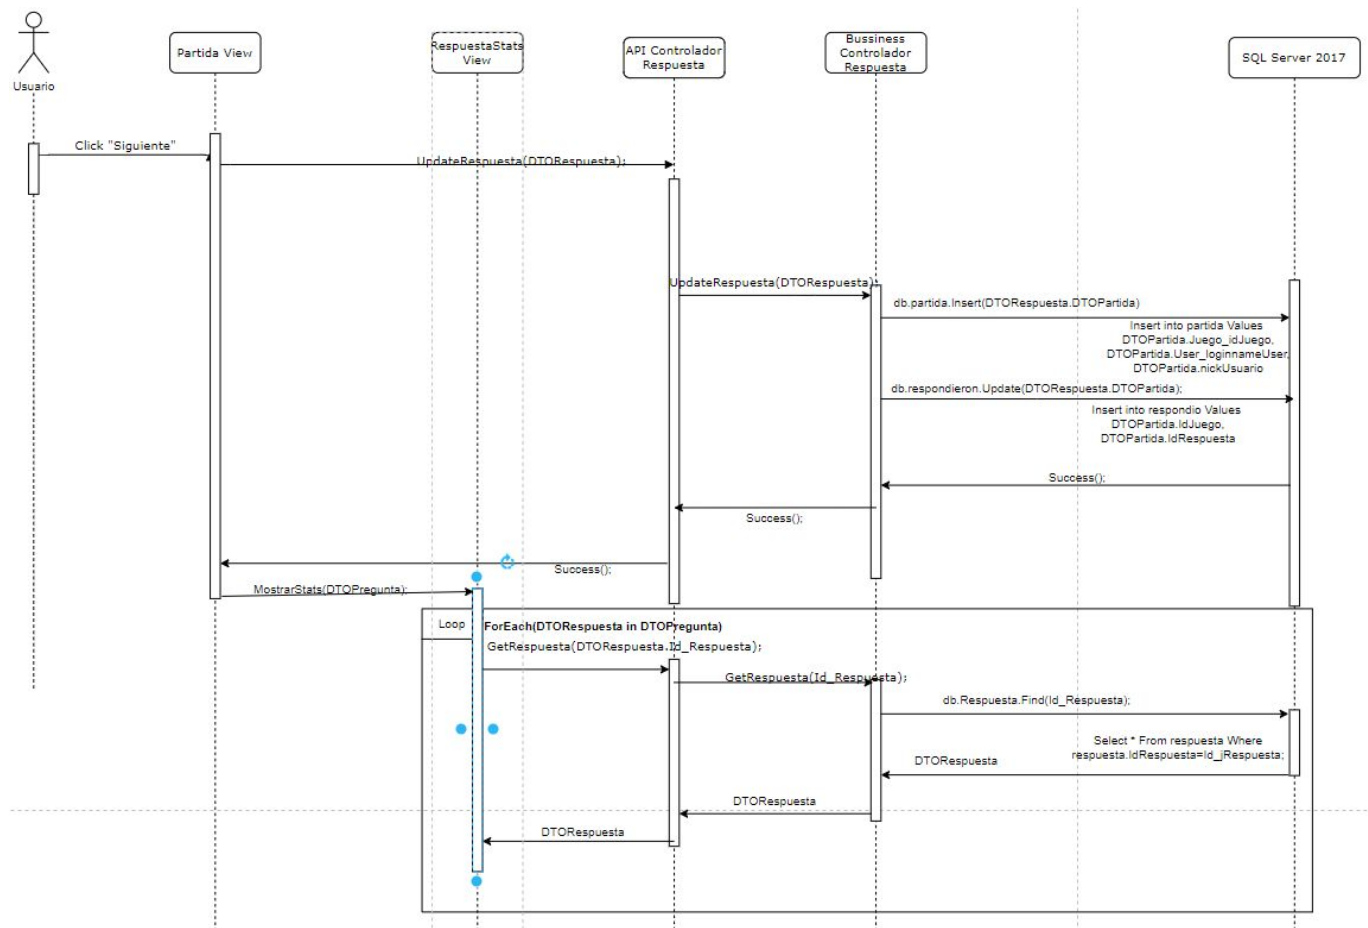 Usuario
Partida View
RespuestaStats
View
API Controlador
Respuesta
Bussiness
Controlador
Respuesta
SQL Server 2017
Click "Siguiente"
UpdateRespuesta(DTORespuesta);
UpdateRespuesta(DTORespuesta);
db.partida.Insert(DTORespuesta.DTOPartida)
Insert into partida Values
DTOPartida.Juego_idJuego,
DTOPartida.User_loginnameUser,
DTOPartida.nickUsuario
db.respondieron.Update(DTORespuesta.DTOPartida);
Insert into respondio Values
DTOPartida.IdJuego,
DTOPartida.IdRespuesta
Success();
Success();
Success();
MostrarStats(DTOPregunta);
Loop
ForEach(DTORespuesta in DTOPregunta)
GetRespuesta(DTORespuesta.Id_Respuesta);
GetRespuesta(Id_Respuesta);
db.Respuesta.Find(Id_Respuesta);
Select * From respuesta Where
respuesta.IdRespuesta=Id_jRespuesta;
DTORespuesta
DTORespuesta
DTORespuesta